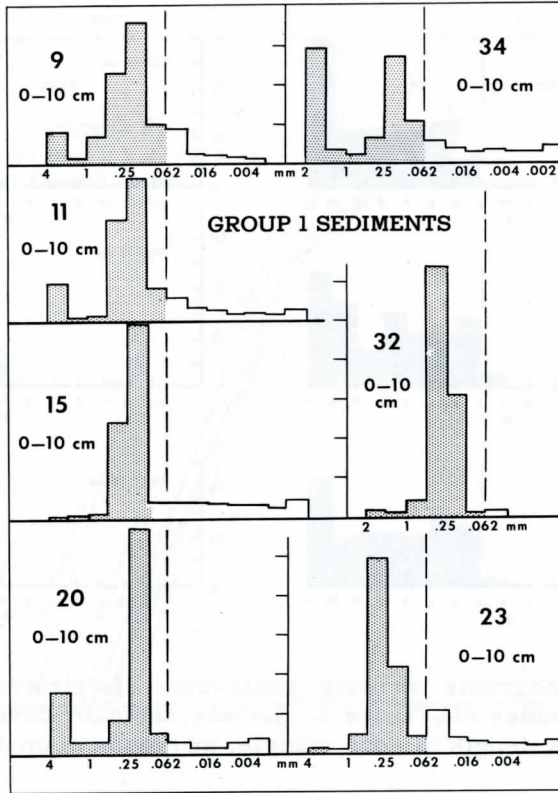 9
0–10 cm
4 1 .25 .062 .016 .004 mm
34
0–10 cm
2 1 25 .062 .016 .004 .002
11
0–10 cm
GROUP 1 SEDIMENTS
15
0–10 cm
32
0–10
cm
2 1 .25 .062 mm
20
0–10 cm
4 1 .25 .062 .016 .004 mm
23
0–10 cm
4 1 .25 .062 .016 .004